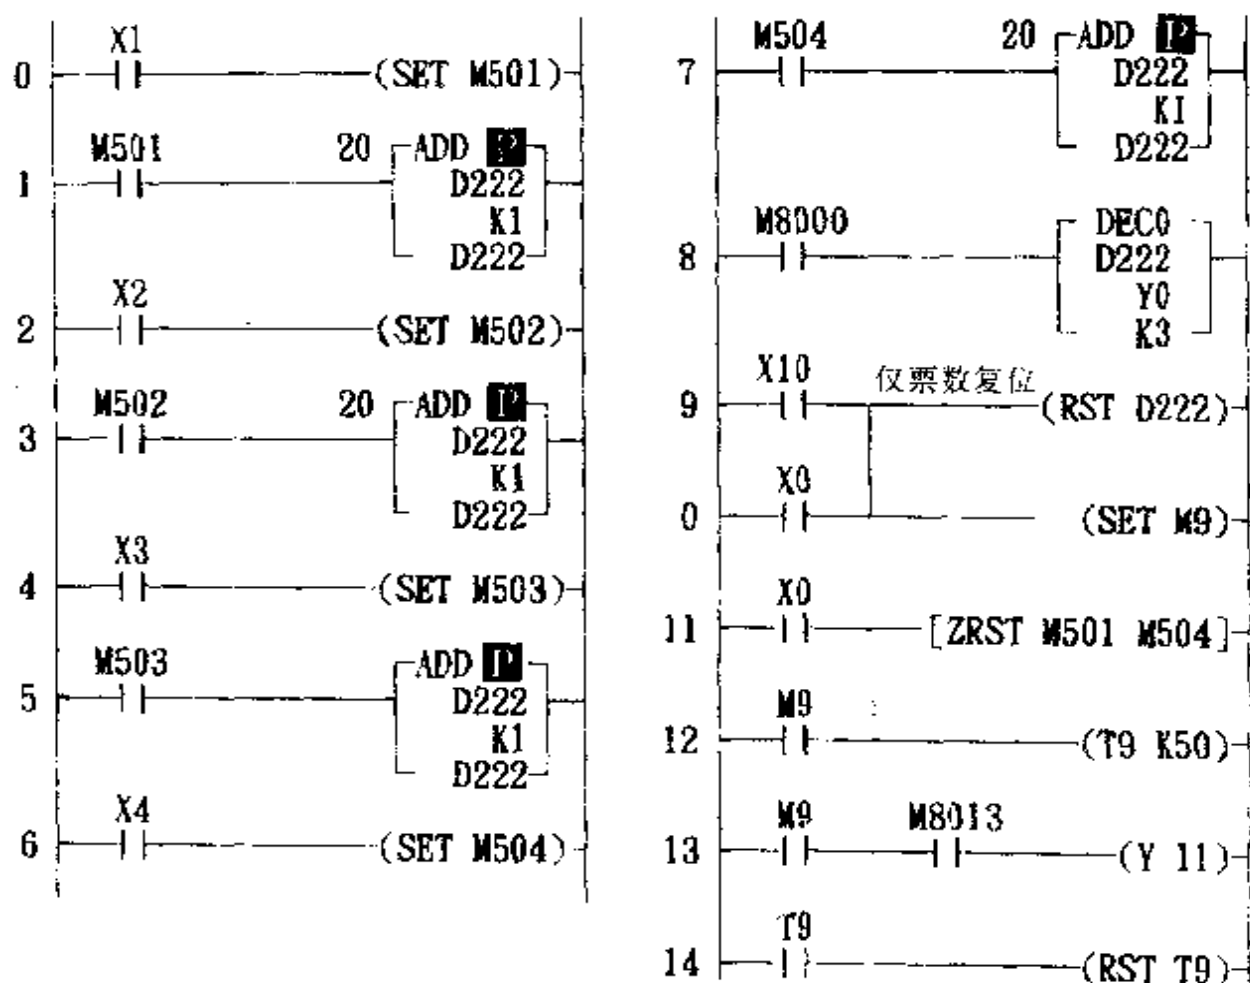 X1
0 (SET M501)
M501 20 ADD P
1 D222
K1
D222
X2
2 (SET M502)
M502 20 ADD P
3 D222
K1
D222
X3
4 (SET M503)
M503 ADD P
5 D222
K1
D222
X4
6 (SET M504)
M504 20 ADD P
7 D222
KI
D222
M8000 DECO
8 D222
Y0
K3
X10 仅票数复位
9 (RST D222)
X0
0 (SET M9)
X0
11 [ZRST M501 M504]
M9
12 (T9 K50)
M9 M8013
13 (Y 11)
T9
14 (RST T9)